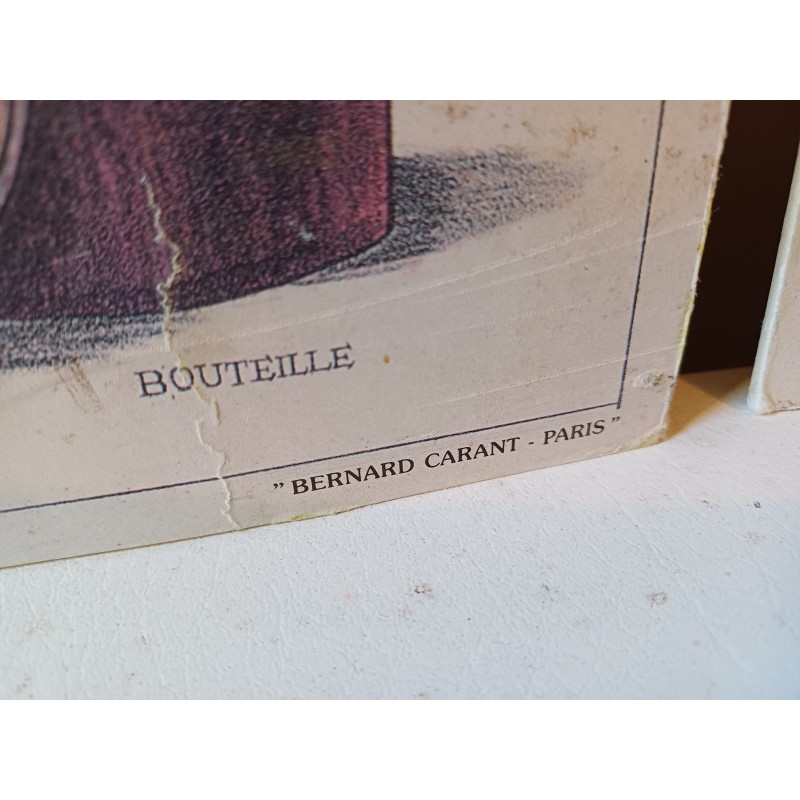 BOUTEILLE
" BERNARD CARANT - PARIS "